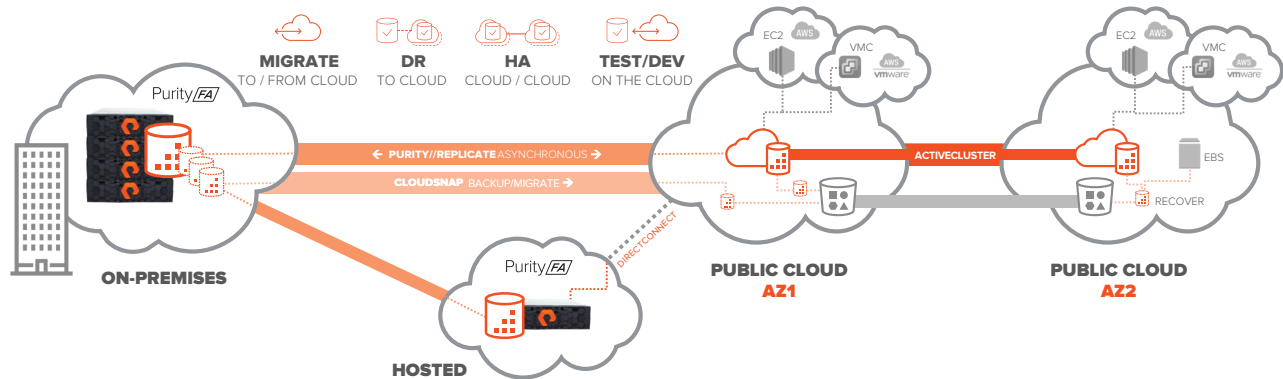 MIGRATE
TO / FROM CLOUD
DR
TO CLOUD
HA
CLOUD / CLOUD
TEST/DEV
ON THE CLOUD
EC2
AWS
VMC
AWS
vmware
EC2
AWS
VMC
AWS
vmware
Purity//FA
← PURITY//REPLICATE ASYNCHRONOUS →
CLOUDSNAP BACKUP/MIGRATE →
ACTIVECLUSTER
EBS
RECOVER
DIRECTCONNECT
ON-PREMISES
Purity//FA
HOSTED
PUBLIC CLOUD
AZ1
PUBLIC CLOUD
AZ2